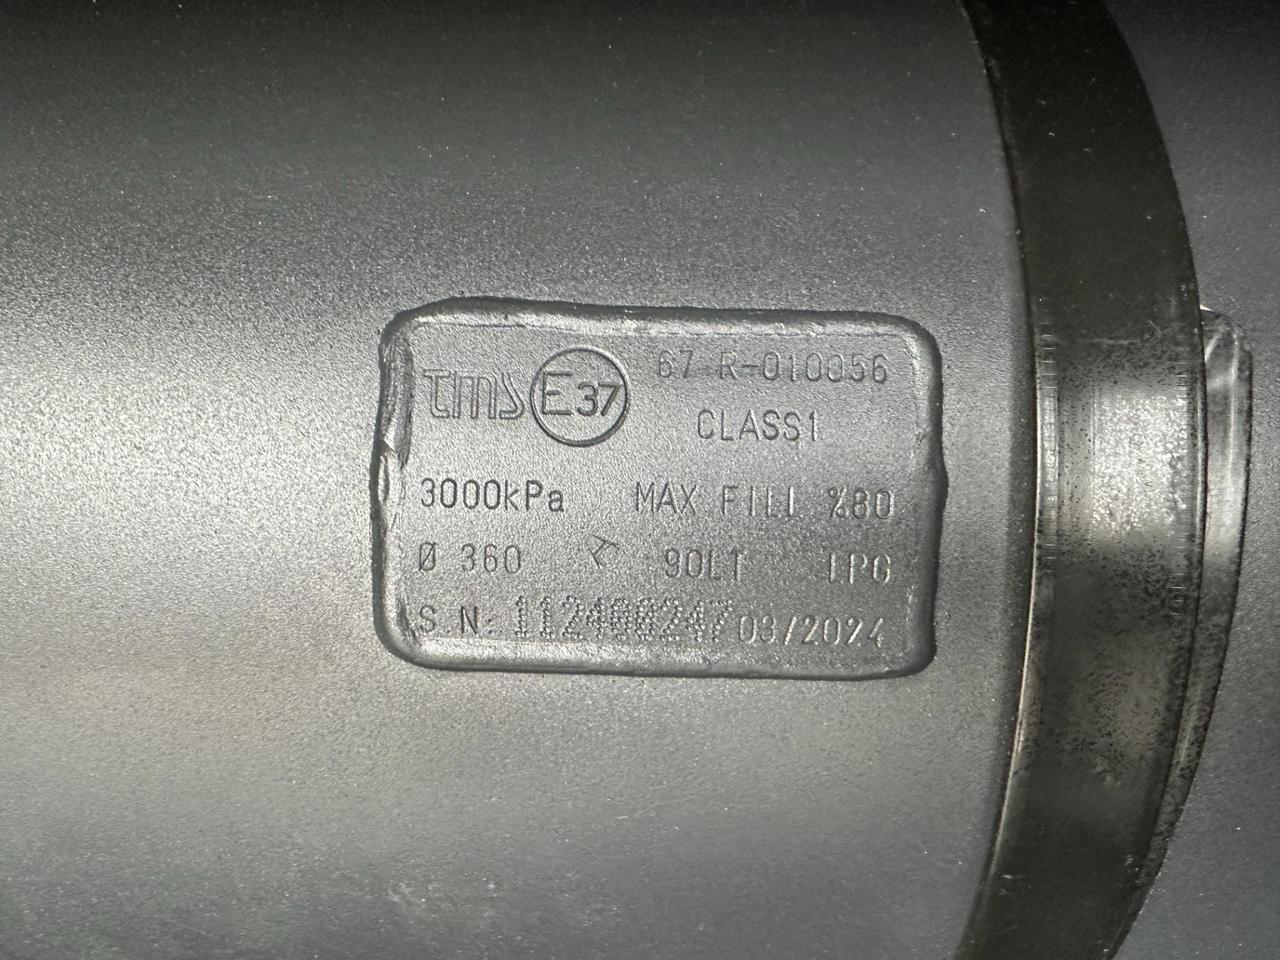 tms E37 67 R-010056
CLASS1
3000kPa MAX FILL %80
Ø 360 90LT LPG
S N: 112400247 03/2024